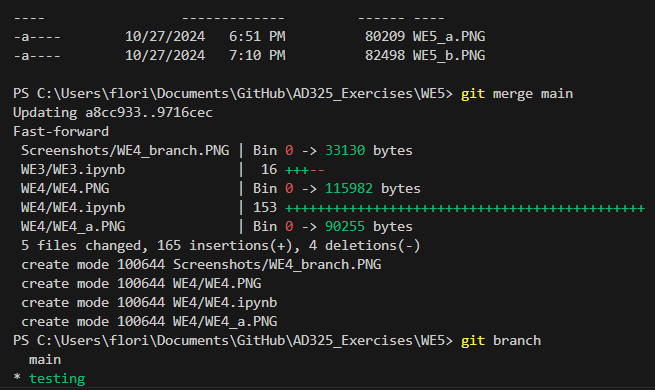 ----                 -------------         ------ ----
-a----        10/27/2024   6:51 PM          80209 WE5_a.PNG
-a----        10/27/2024   7:10 PM          82498 WE5_b.PNG
PS C:\Users\flori\Documents\GitHub\AD325_Exercises\WE5> git merge main
Updating a8cc933..9716cec
Fast-forward
 Screenshots/WE4_branch.PNG | Bin 0 -> 33130 bytes
 WE3/WE3.ipynb              |  16 +++--
 WE4/WE4.PNG                | Bin 0 -> 115982 bytes
 WE4/WE4.ipynb              | 153 +++++++++++++++++++++++++++++++++++++++++++++
 WE4/WE4_a.PNG              | Bin 0 -> 90255 bytes
 5 files changed, 165 insertions(+), 4 deletions(-)
 create mode 100644 Screenshots/WE4_branch.PNG
 create mode 100644 WE4/WE4.PNG
 create mode 100644 WE4/WE4.ipynb
 create mode 100644 WE4/WE4_a.PNG
PS C:\Users\flori\Documents\GitHub\AD325_Exercises\WE5> git branch
  main
* testing